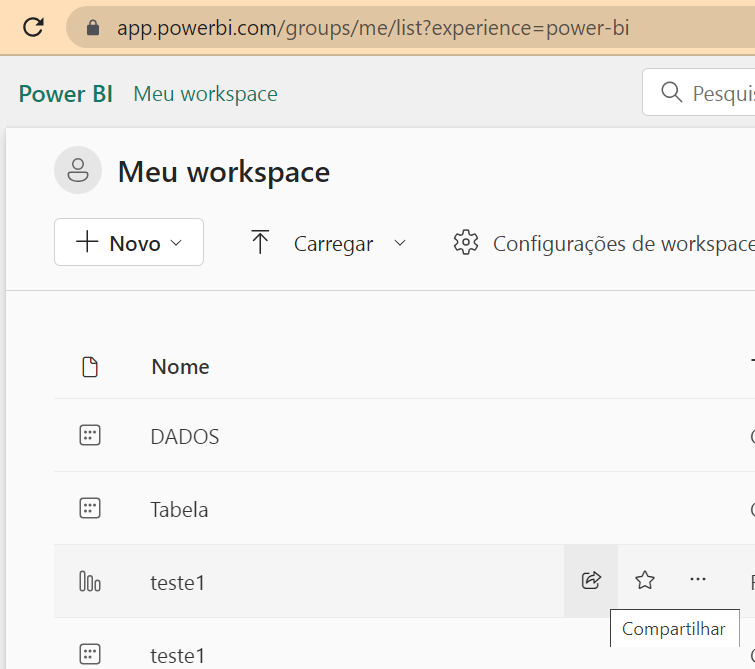 app.powerbi.com/groups/me/list?experience=power-bi
Power BI Meu workspace
Meu workspace
Novo Carregar Configurações de workspace
Nome
DADOS
Tabela
teste1
Compartilhar
teste1